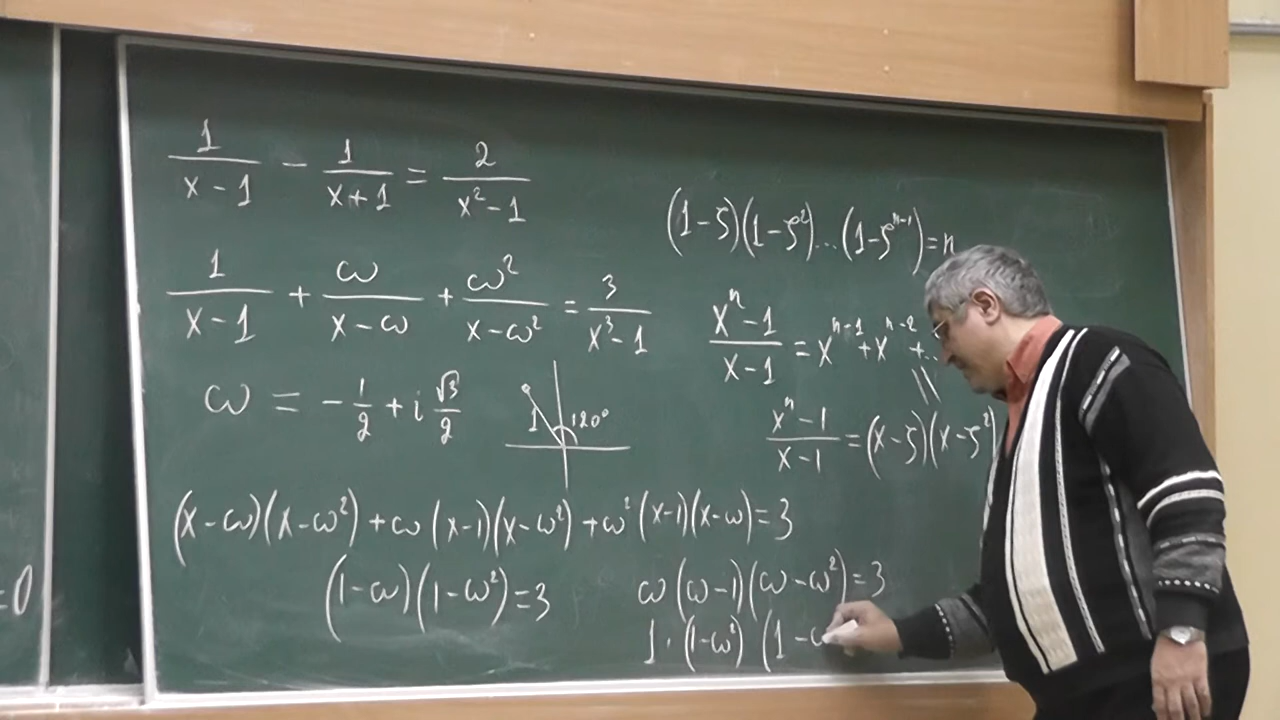 =0
1/(x-1) - 1/(x+1) = 2/(x²-1)
1/(x-1) + ω/(x-ω) + ω²/(x-ω²) = 3/(x³-1)
ω = -1/2 + i √3/2
1 120°
(x-ω)(x-ω²) + ω(x-1)(x-ω²) + ω²(x-1)(x-ω) = 3
(1-ω)(1-ω²) = 3
(1-ζ)(1-ζ²)...(1-ζⁿ⁻¹) = n
(xⁿ-1)/(x-1) = xⁿ⁻¹ + xⁿ⁻² + ..
\\
(xⁿ-1)/(x-1) = (x-ζ)(x-ζ²)
ω(ω-1)(ω-ω²) = 3
1·(1-ω²)(1-ω